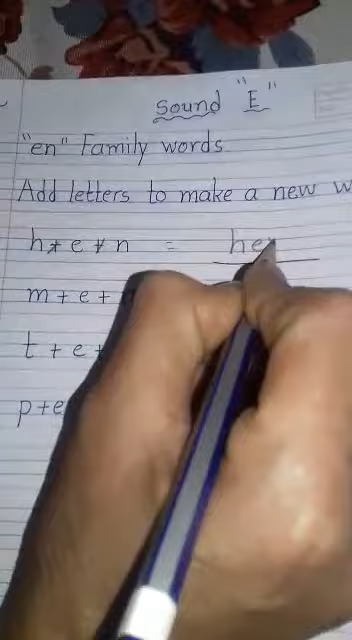 Sound "E"
"en" Family words
Add letters to make a new
h + e + n = he
m + e +
t + e +
p + e